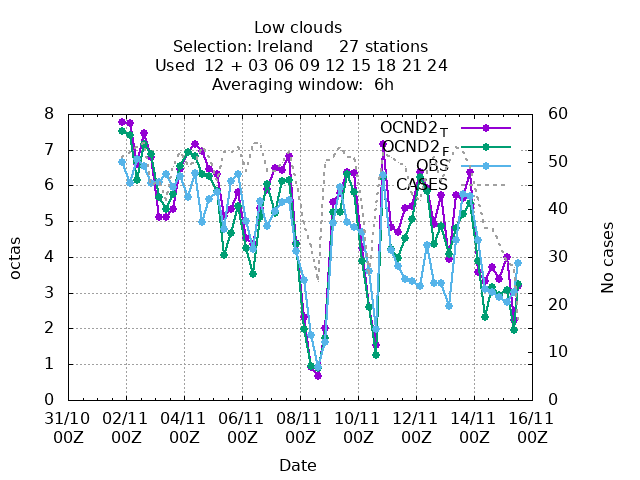 Low clouds
Selection: Ireland 27 stations
Used 12 + 03 06 09 12 15 18 21 24
Averaging window: 6h
OCND2_T
OCND2_F
OBS
CASES
octas
8
7
6
5
4
3
2
1
0
No cases
60
50
40
30
20
10
0
31/10 02/11 04/11 06/11 08/11 10/11 12/11 14/11 16/11
00Z 00Z 00Z 00Z 00Z 00Z 00Z 00Z 00Z
Date